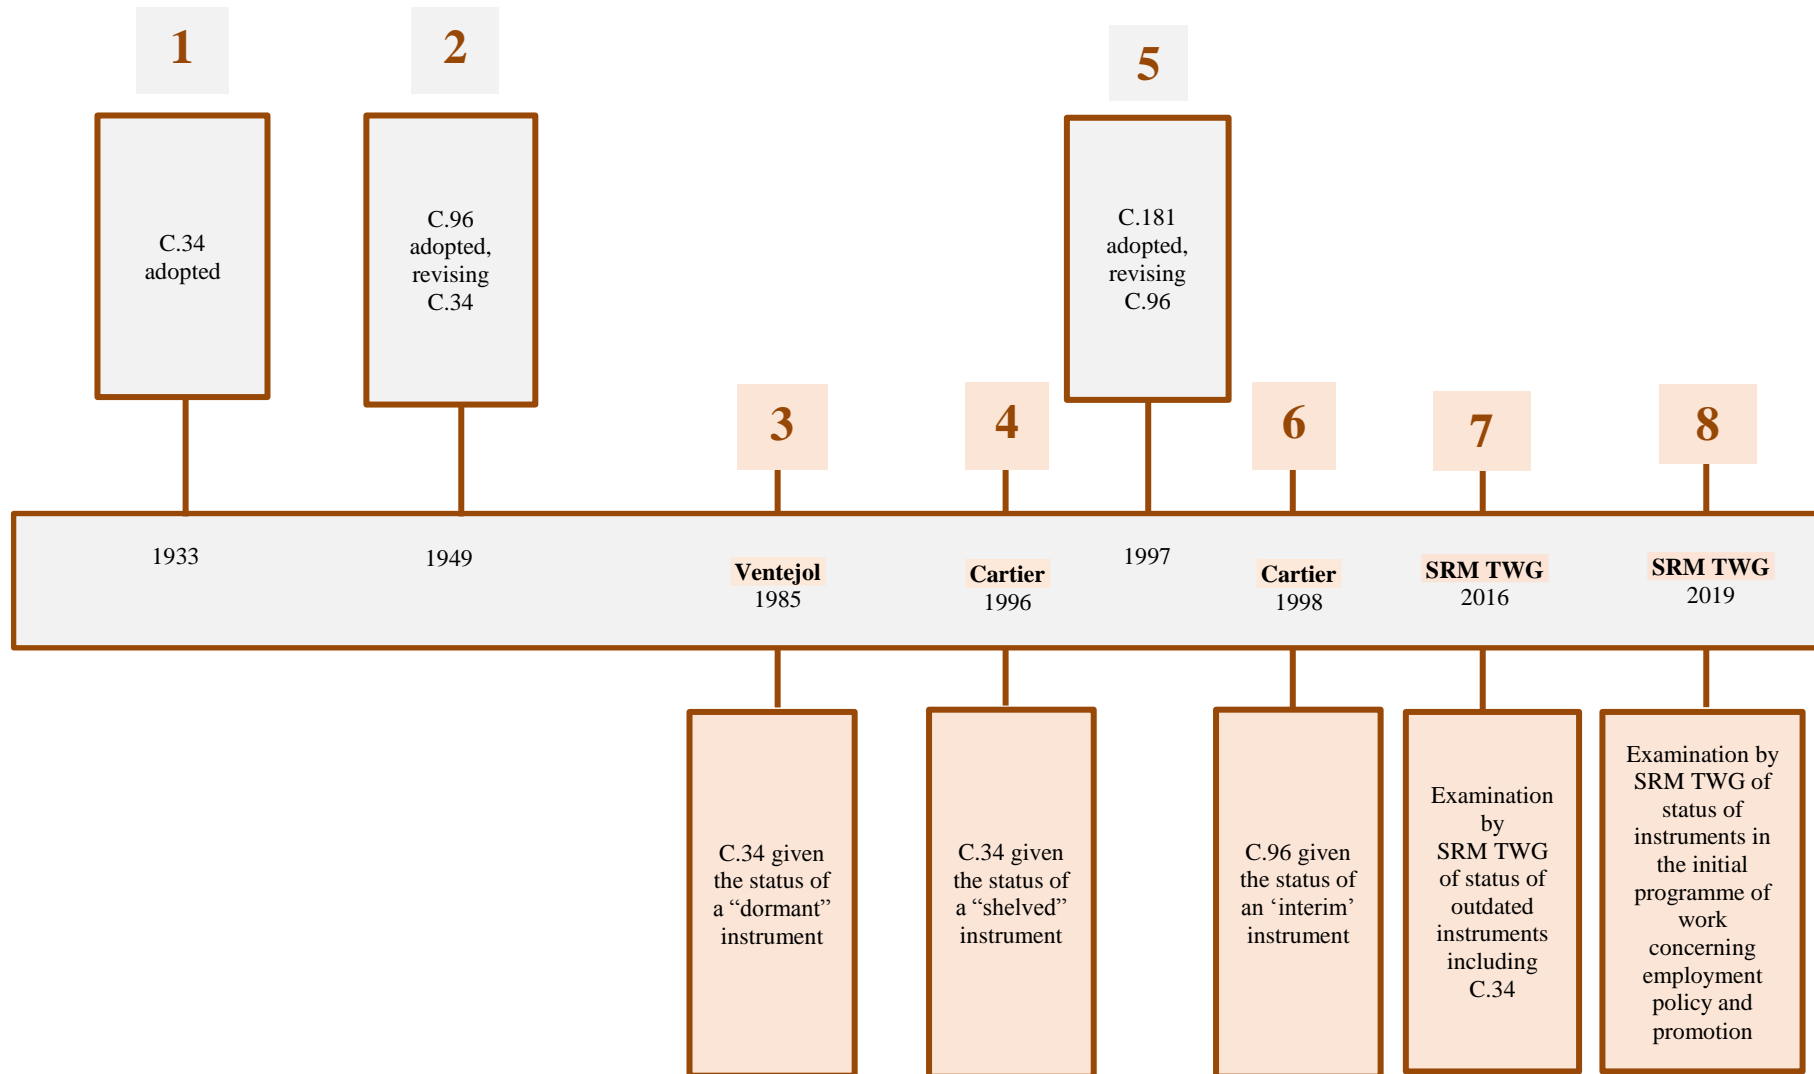 1
2
5
C.34
adopted
C.96
adopted,
revising
C.34
C.181
adopted,
revising
C.96
3
4
6
7
8
1933
1949
Ventejol
1985
Cartier
1996
1997
Cartier
1998
SRM TWG
2016
SRM TWG
2019
C.34 given
the status of
a “dormant”
instrument
C.34 given
the status of
a “shelved”
instrument
C.96 given
the status of
an ‘interim’
instrument
Examination
by
SRM TWG
of status of
outdated
instruments
including
C.34
Examination by
SRM TWG of
status of
instruments in
the initial
programme of
work
concerning
employment
policy and
promotion